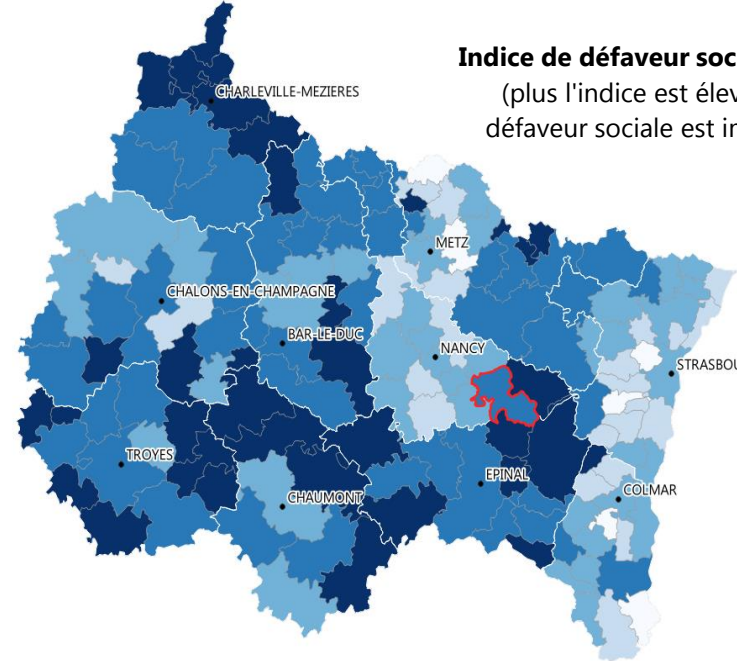 Indice de défaveur soc
(plus l'indice est élev
défaveur sociale est in
CHARLEVILLE-MEZIERES
METZ
CHALONS-EN-CHAMPAGNE
BAR-LE-DUC
NANCY
STRASBOU
TROYES
EPINAL
CHAUMONT
COLMAR